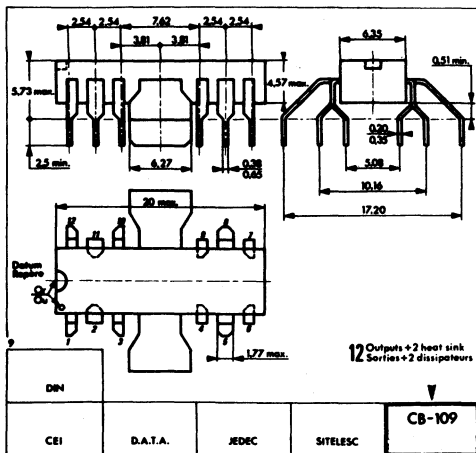 2,54 2,54 7,62 2,54 2,54
3,81 3,81
5,73 max.
4,57 max.
2,5 min.
6,27
0,38
0,65
6,35
0,51 min.
0,20
0,35
5,08
10,16
17,20
20 max.
12 11 10 9 8 7
Datum
Repère
Or
Ou
1 2 3 4 5 6
1,77 max.
9
12 Outputs + 2 heat sink
Sorties + 2 dissipateurs
DIN
CB-109
CEI D.A.T.A. JEDEC SITELESC